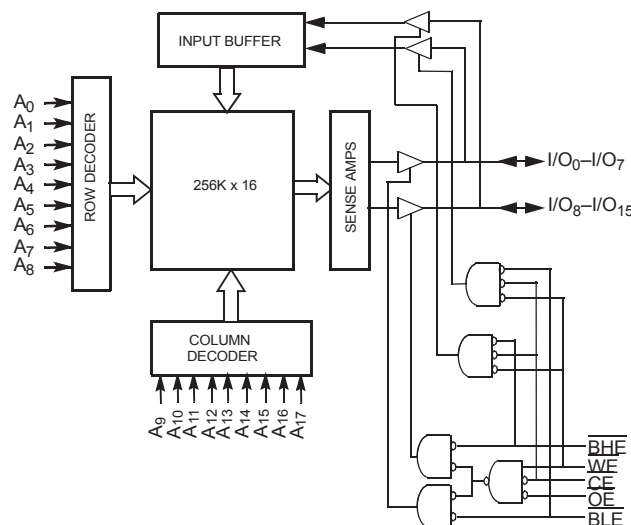 INPUT BUFFER
ROW DECODER
A0
A1
A2
A3
A4
A5
A6
A7
A8
256K x 16
SENSE AMPS
I/O0–I/O7
I/O8–I/O15
COLUMN
DECODER
A9
A10
A11
A12
A13
A14
A15
A16
A17
BHE
WE
CE
OE
BLE